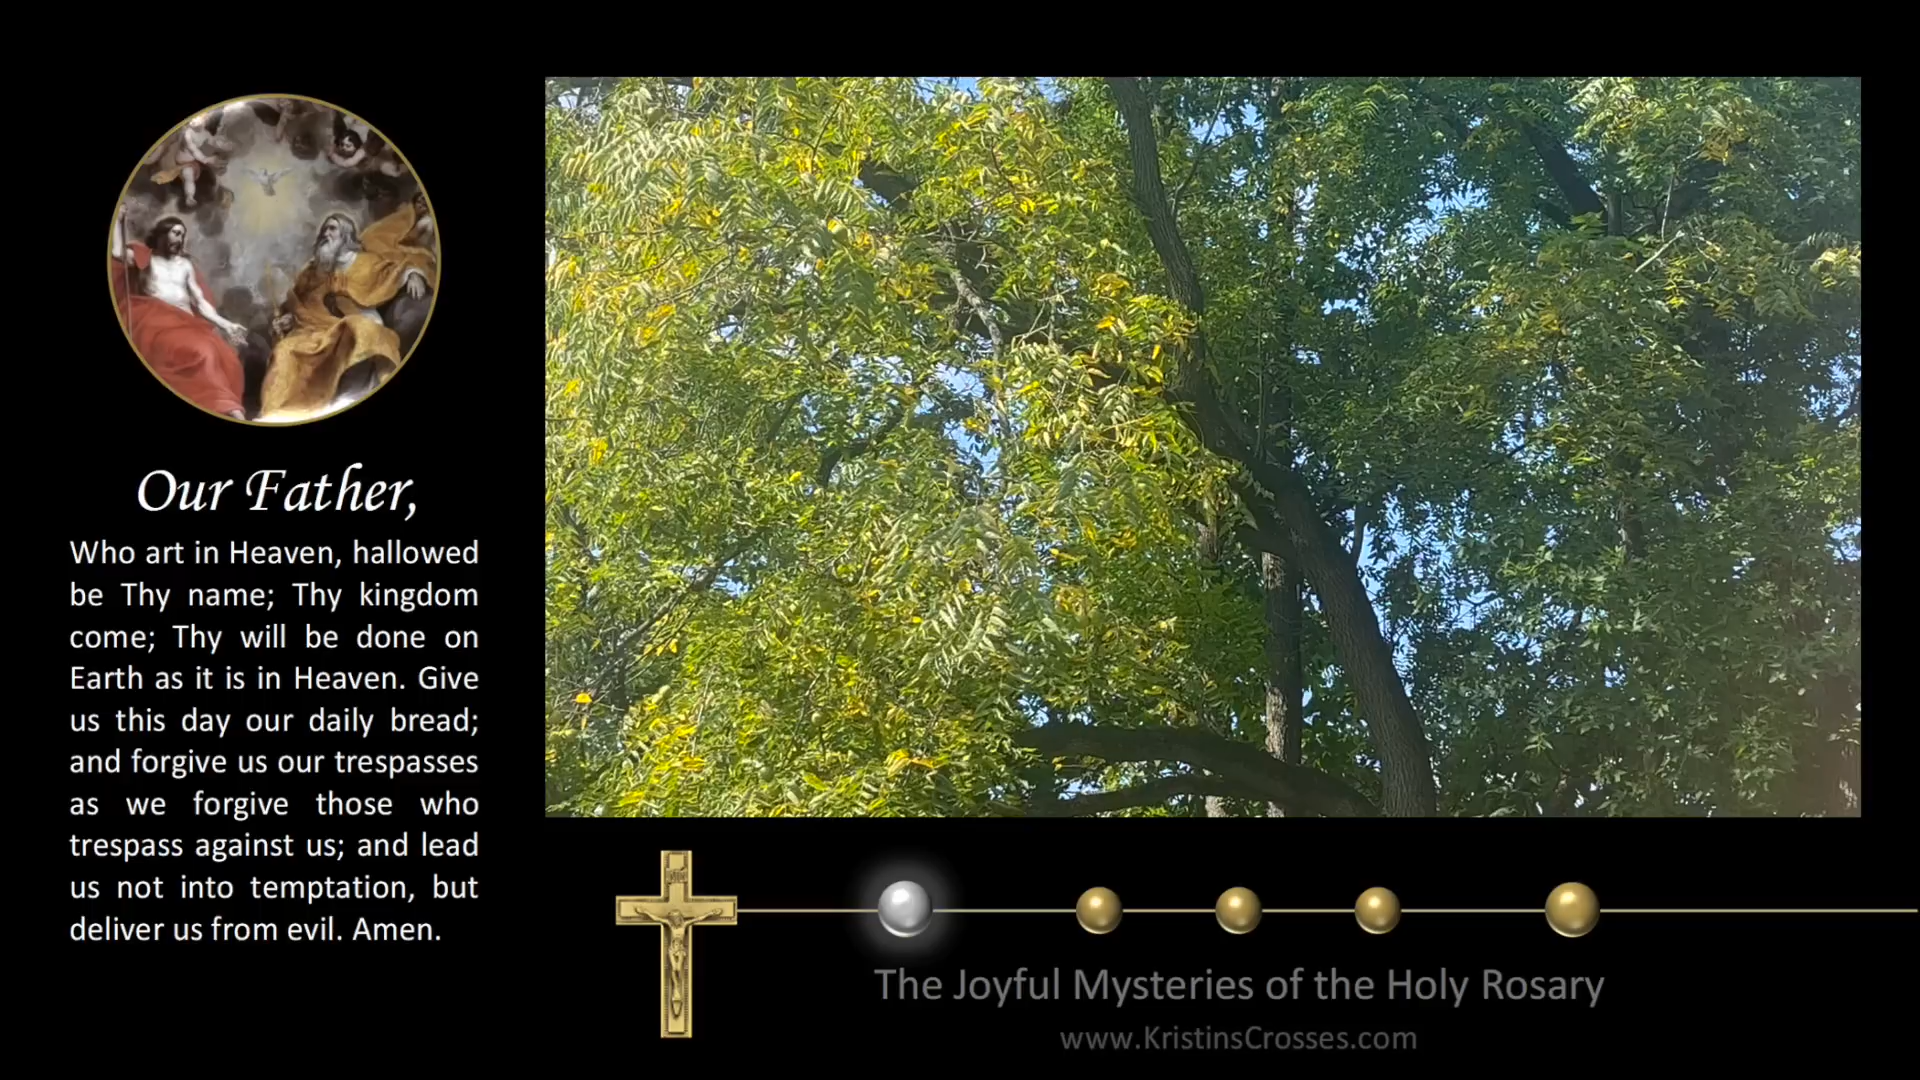 Our Father,
Who art in Heaven, hallowed
be Thy name; Thy kingdom
come; Thy will be done on
Earth as it is in Heaven. Give
us this day our daily bread;
and forgive us our trespasses
as we forgive those who
trespass against us; and lead
us not into temptation, but
deliver us from evil. Amen.
The Joyful Mysteries of the Holy Rosary
www.KristinsCrosses.com